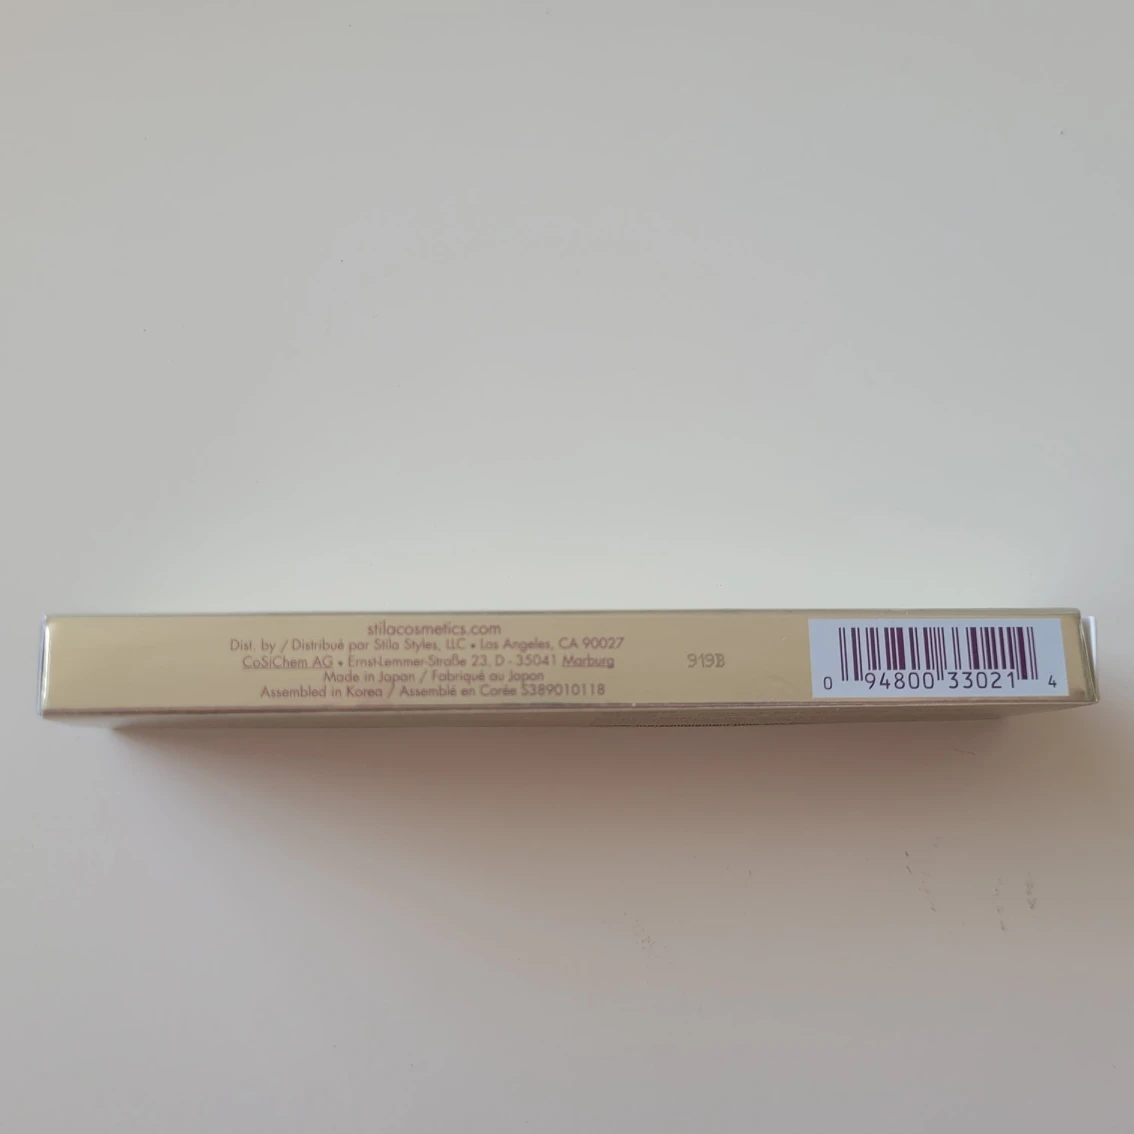 stilacosmetics.com
Dist. by / Distribué par Stila Styles, LLC • Los Angeles, CA 90027
CoSiChem AG • Ernst-Lemmer-Straße 23, D - 35041 Marburg
Made in Japan / Fabriqué au Japon
Assembled in Korea / Assemblé en Corée S389010118
919B
0 94800 33021 4